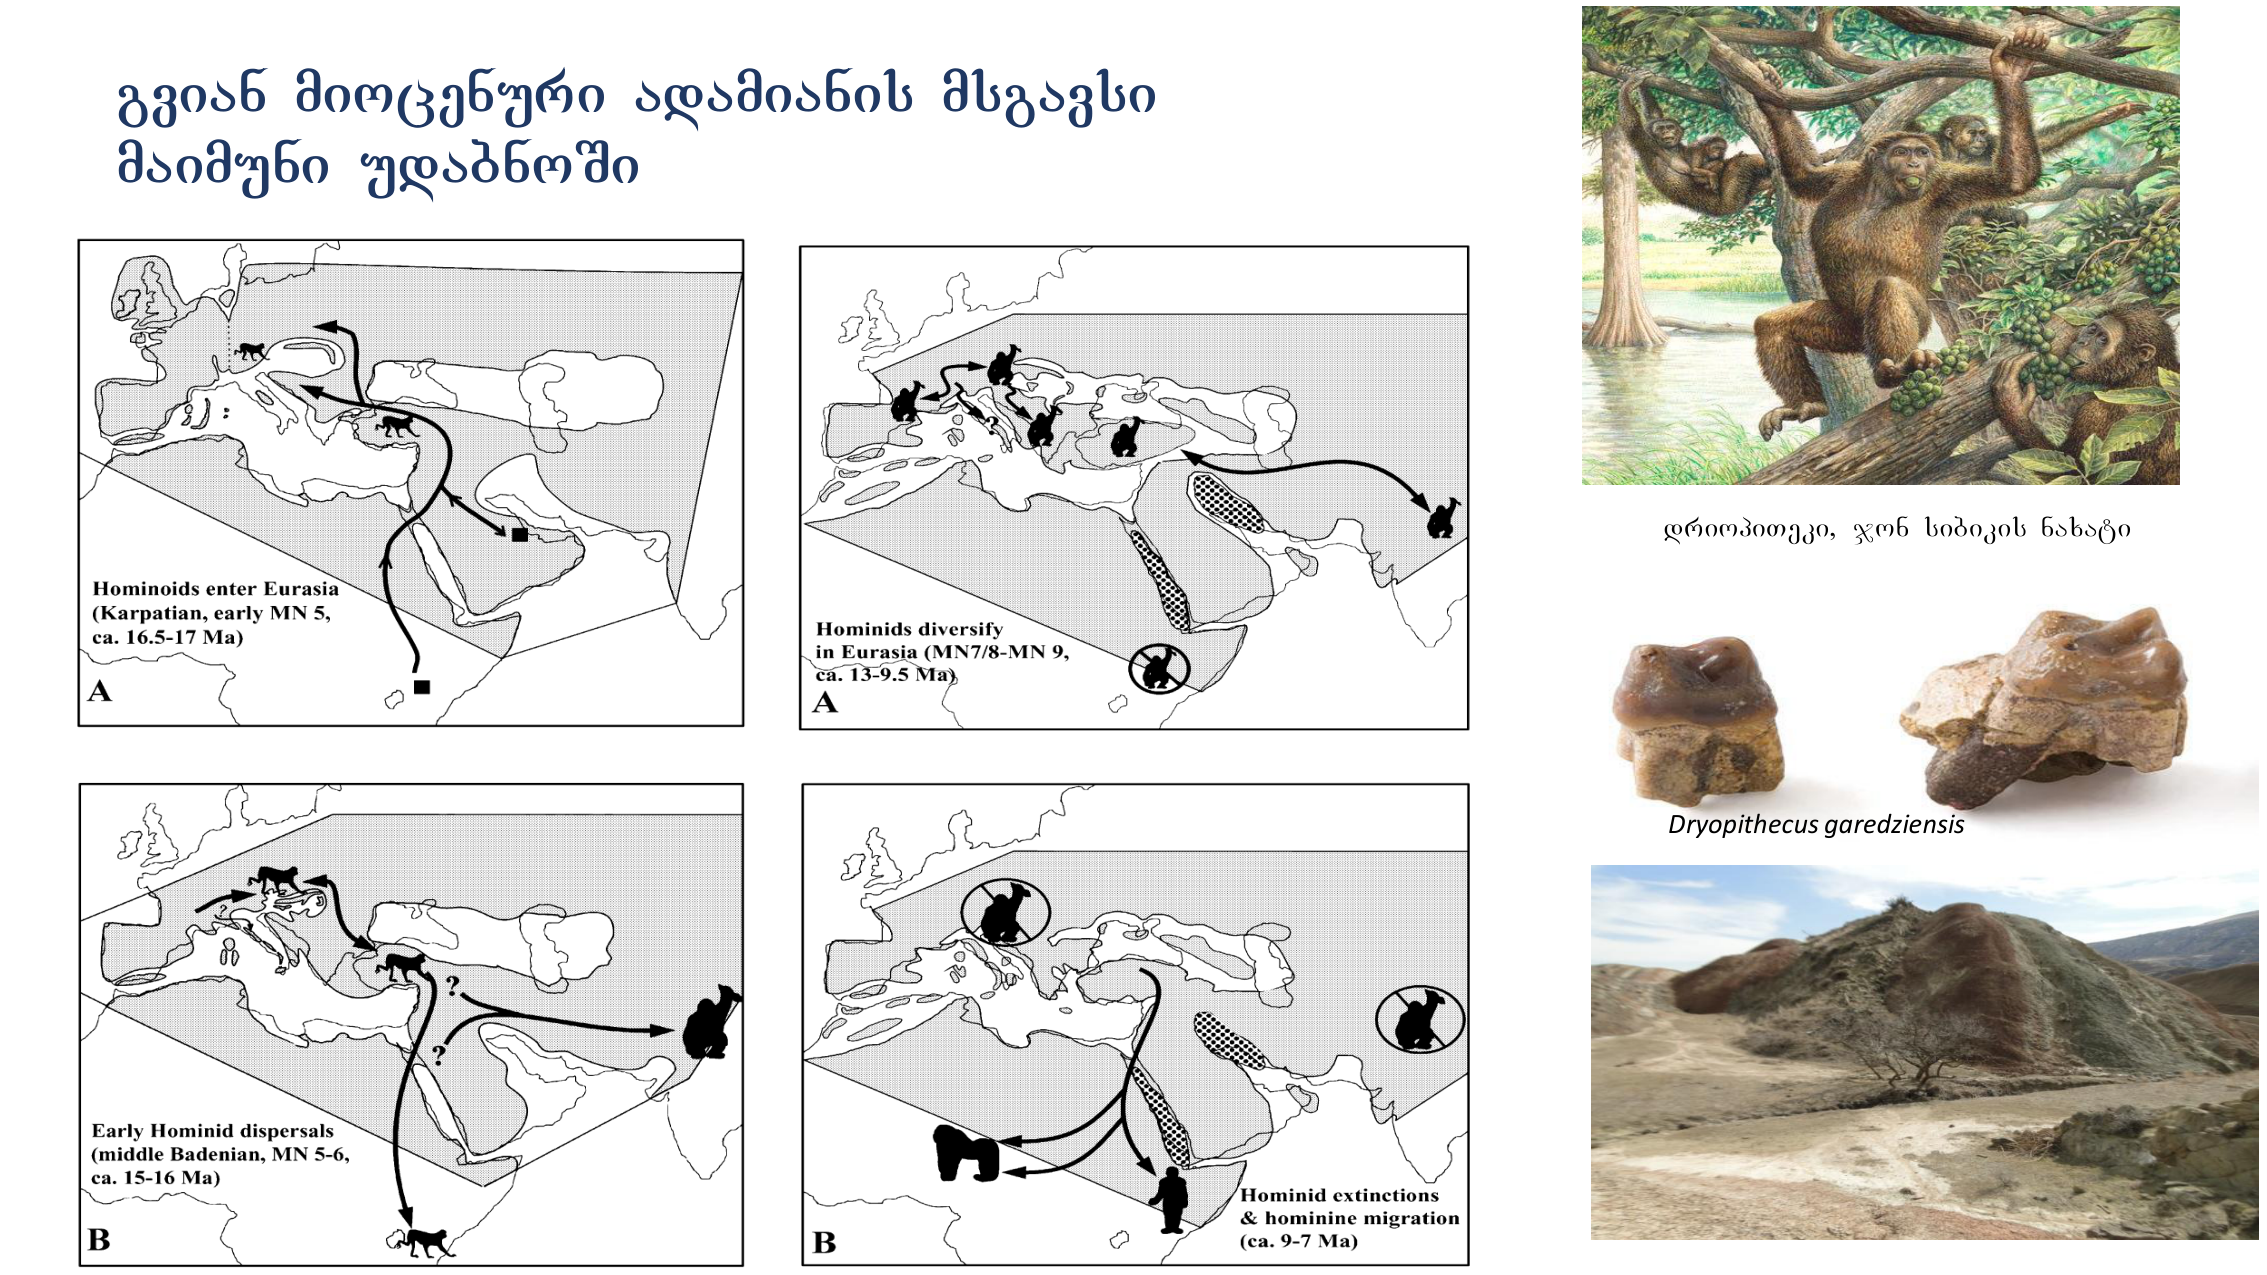 გვიან მიოცენური ადამიანის მსგავსი
მაიმუნი უდაბნოში
Hominoids enter Eurasia
(Karpatian, early MN 5,
ca. 16.5-17 Ma)
A
?
Hominids diversify
in Eurasia (MN7/8-MN 9,
ca. 13-9.5 Ma)
A
?
?
?
Early Hominid dispersals
(middle Badenian, MN 5-6,
ca. 15-16 Ma)
B
Hominid extinctions
& hominine migration
(ca. 9-7 Ma)
B
დრიოპითეკი, ჯონ სიბიკის ნახატი
Dryopithecus garedziensis